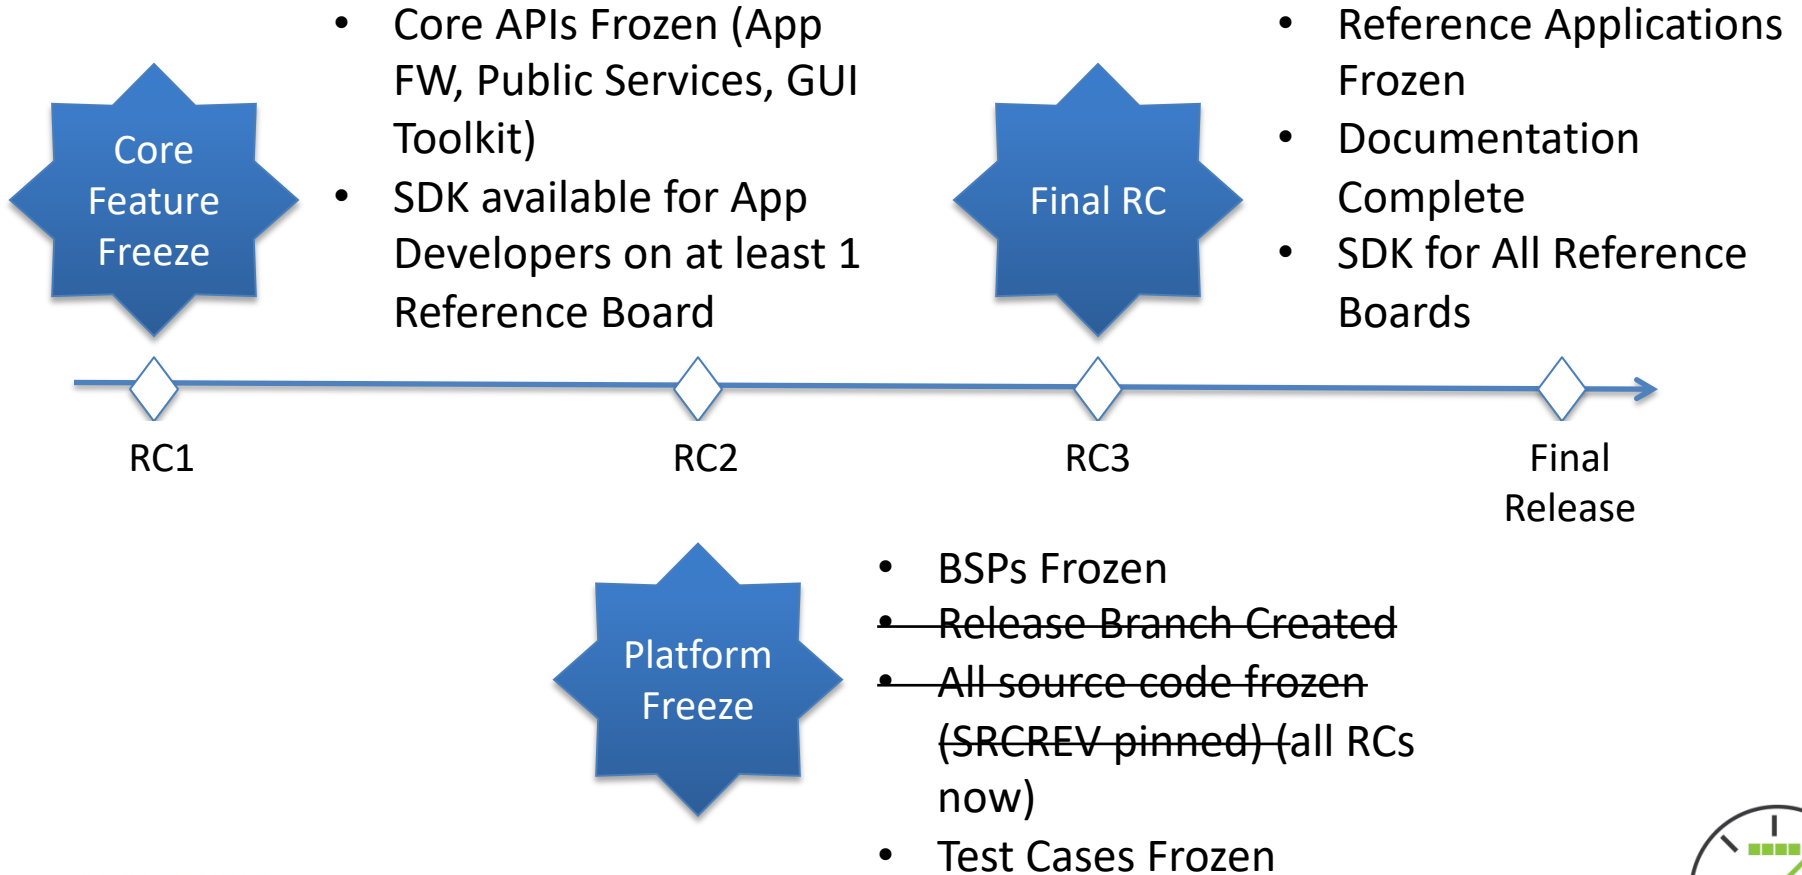 Core
Feature
Freeze
• Core APIs Frozen (App
FW, Public Services, GUI
Toolkit)
• SDK available for App
Developers on at least 1
Reference Board
Final RC
• Reference Applications
Frozen
• Documentation
Complete
• SDK for All Reference
Boards
RC1
RC2
RC3
Final
Release
Platform
Freeze
• BSPs Frozen
• Release Branch Created
• All source code frozen
(SRCREV pinned) (all RCs
now)
• Test Cases Frozen